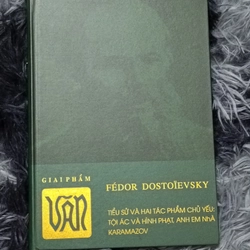 GIAI PHẨM
VĂN
FÉDOR DOSTOÏEVSKY
TIỂU SỬ VÀ HAI TÁC PHẨM CHỦ YẾU:
TỘI ÁC VÀ HÌNH PHẠT, ANH EM NHÀ
KARAMAZOV